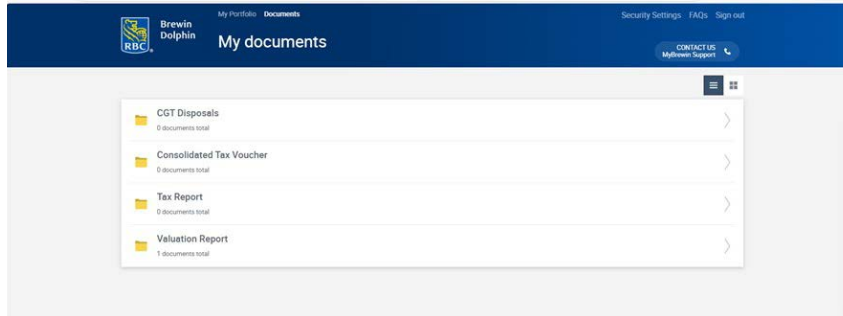 My Portfolio Documents
Security Settings FAQs Sign out
Brewin
Dolphin
My documents
RBC
CONTACT US
MyBrewin Support
CGT Disposals
0 documents total
Consolidated Tax Voucher
0 documents total
Tax Report
0 documents total
Valuation Report
1 documents total